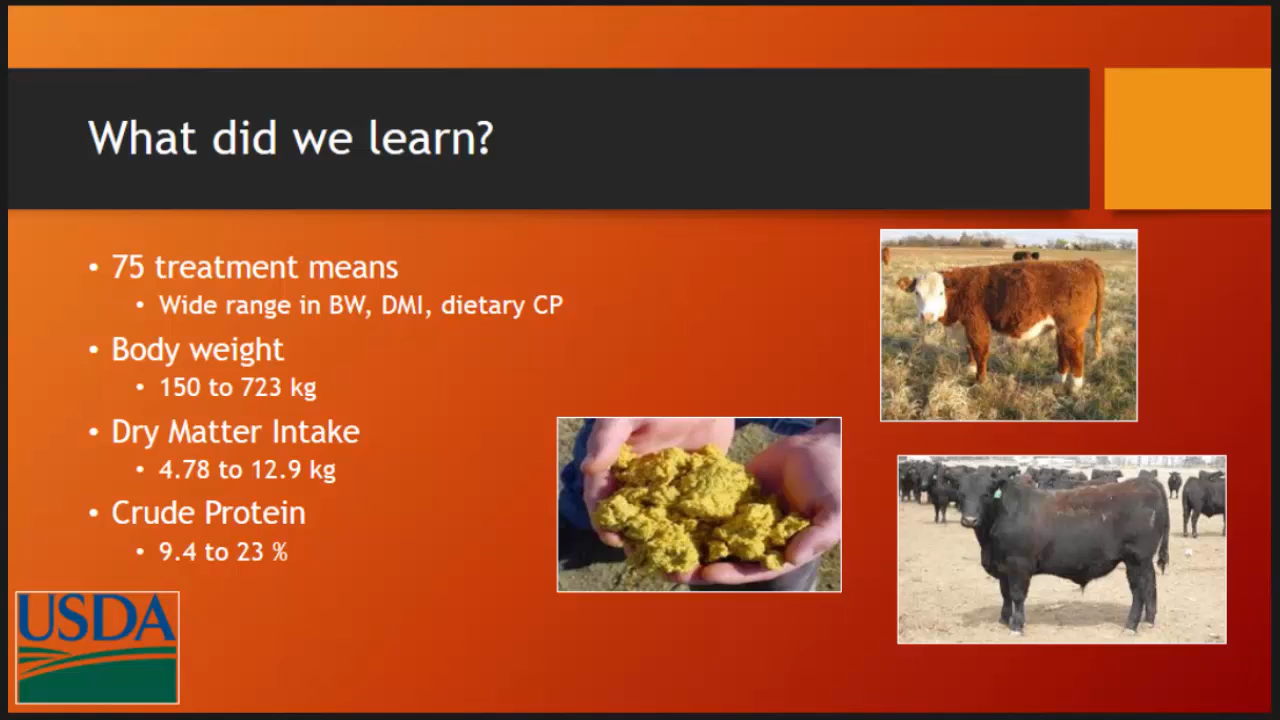 What did we learn?
• 75 treatment means
• Wide range in BW, DMI, dietary CP
• Body weight
• 150 to 723 kg
• Dry Matter Intake
• 4.78 to 12.9 kg
• Crude Protein
• 9.4 to 23 %
USDA